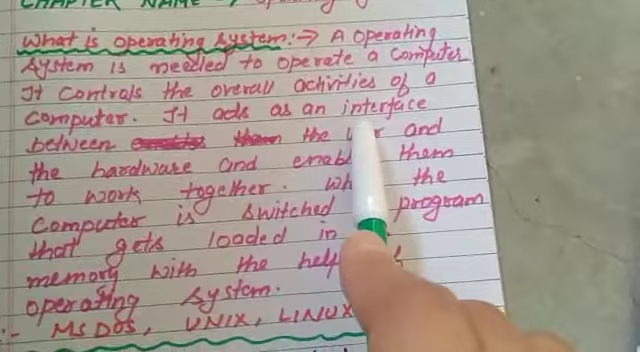 CHAPTER NAME :-
What is operating system :-> A operating
system is needed to operate a computer
It controls the overall activities of a
computer. It acts as an interface
between the and
the hardware and them
to work together. the
computer is switched program
that gets loaded in
memory with the
operating system.
:- MS DOS, UNIX, LINUX